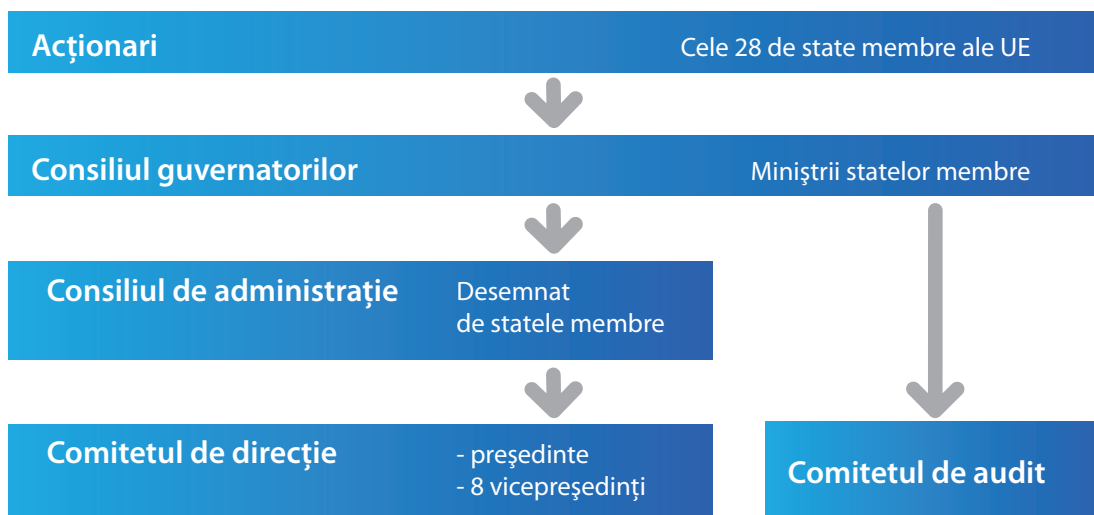 Acționari
Cele 28 de state membre ale UE
Consiliul guvernatorilor
Miniştrii statelor membre
Consiliul de administrație
Desemnat
de statele membre
Comitetul de direcție
- preşedinte
- 8 vicepreşedinți
Comitetul de audit